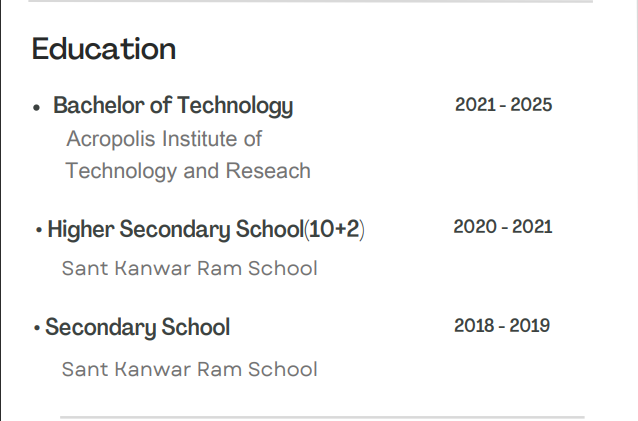 Education
• Bachelor of Technology 2021 - 2025
Acropolis Institute of
Technology and Reseach
• Higher Secondary School(10+2) 2020 - 2021
Sant Kanwar Ram School
• Secondary School 2018 - 2019
Sant Kanwar Ram School